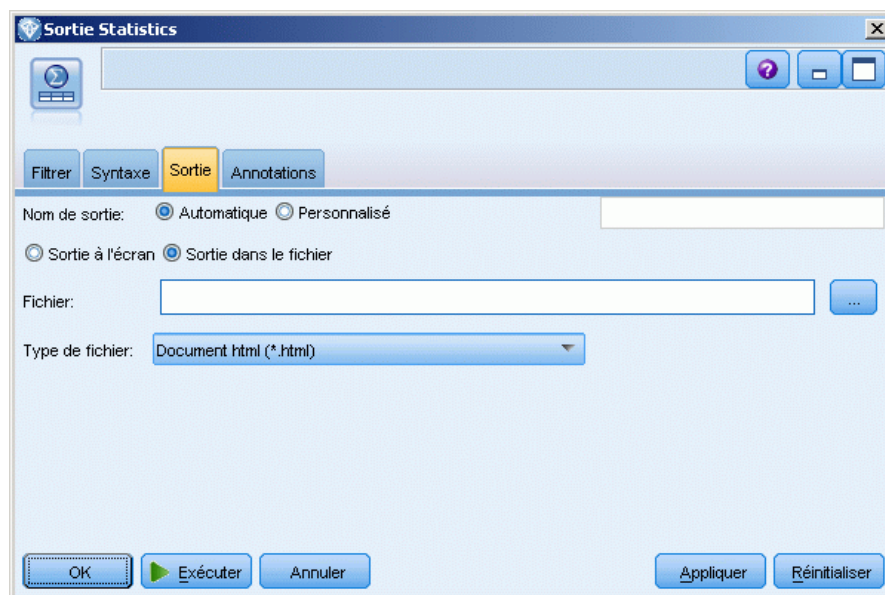 Sortie Statistics
Filtrer Syntaxe Sortie Annotations
Nom de sortie: Automatique Personnalisé
Sortie à l'écran Sortie dans le fichier
Fichier: ...
Type de fichier: Document html (*.html)
OK Exécuter Annuler Appliquer Réinitialiser